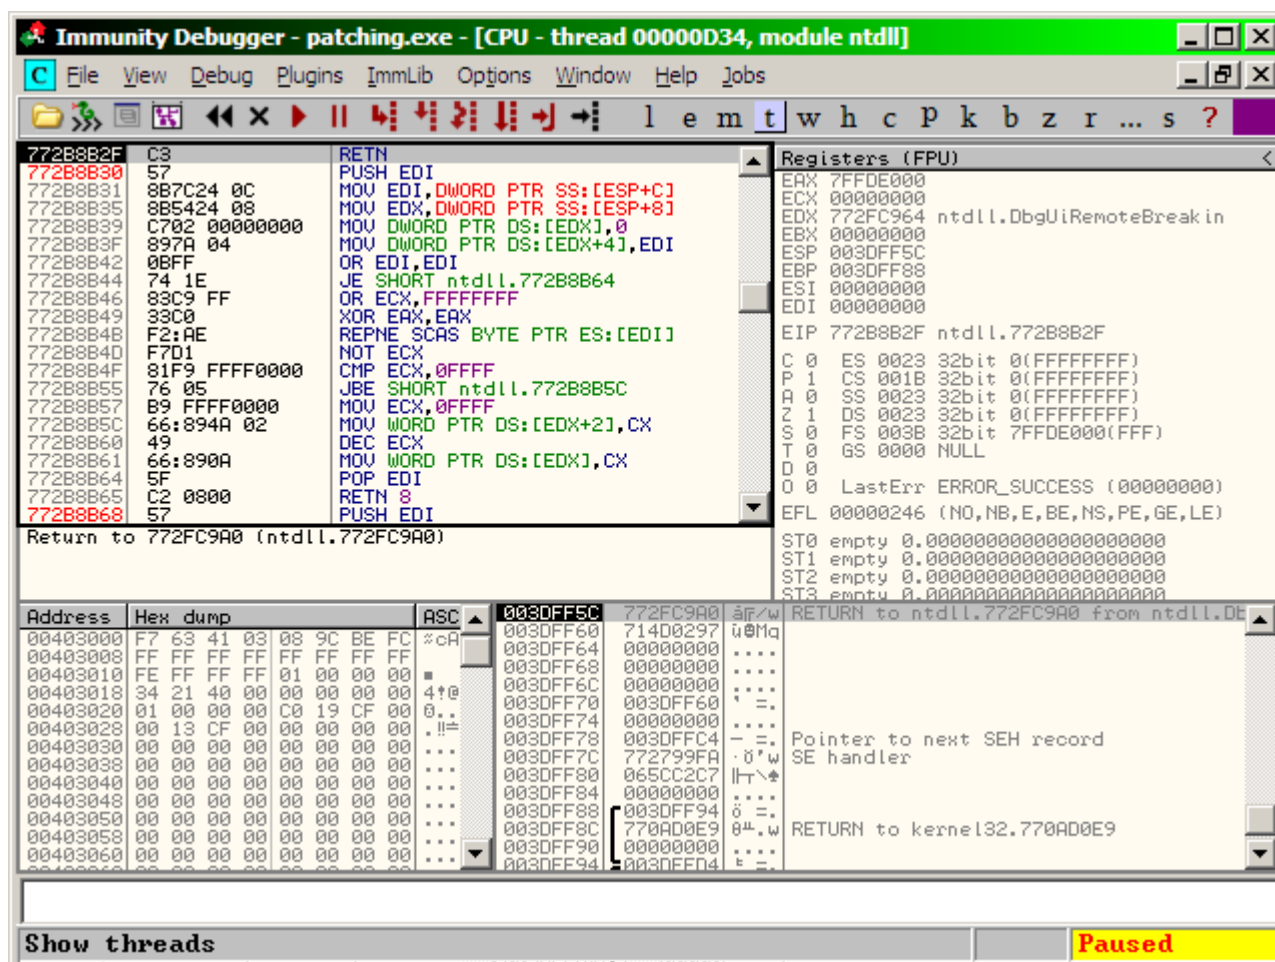 Immunity Debugger - patching.exe - [CPU - thread 00000D34, module ntdll]
C File View Debug Plugins ImmLib Options Window Help Jobs
l e m t w h c P k b z r ... s ?
772B8B2F C3 RETN
772B8B30 57 PUSH EDI
772B8B31 8B7C24 0C MOV EDI,DWORD PTR SS:[ESP+C]
772B8B35 8B5424 08 MOV EDX,DWORD PTR SS:[ESP+8]
772B8B39 C702 00000000 MOV DWORD PTR DS:[EDX],0
772B8B3F 897A 04 MOV DWORD PTR DS:[EDX+4],EDI
772B8B42 0BFF OR EDI,EDI
772B8B44 74 1E JE SHORT ntdll.772B8B64
772B8B46 83C9 FF OR ECX,FFFFFFFF
772B8B49 33C0 XOR EAX,EAX
772B8B4B F2:AE REPNE SCAS BYTE PTR ES:[EDI]
772B8B4D F7D1 NOT ECX
772B8B4F 81F9 FFFF0000 CMP ECX,0FFFF
772B8B55 76 05 JBE SHORT ntdll.772B8B5C
772B8B57 B9 FFFF0000 MOV ECX,0FFFF
772B8B5C 66:894A 02 MOV WORD PTR DS:[EDX+2],CX
772B8B60 49 DEC ECX
772B8B61 66:890A MOV WORD PTR DS:[EDX],CX
772B8B64 5F POP EDI
772B8B65 C2 0800 RETN 8
772B8B68 57 PUSH EDI
Return to 772FC9A0 (ntdll.772FC9A0)
Registers (FPU) <
EAX 7FFDE000
ECX 00000000
EDX 772FC964 ntdll.DbgUiRemoteBreakin
EBX 00000000
ESP 003DFF5C
EBP 003DFF88
ESI 00000000
EDI 00000000
EIP 772B8B2F ntdll.772B8B2F
C 0 ES 0023 32bit 0(FFFFFFFF)
P 1 CS 001B 32bit 0(FFFFFFFF)
A 0 SS 0023 32bit 0(FFFFFFFF)
Z 1 DS 0023 32bit 0(FFFFFFFF)
S 0 FS 003B 32bit 7FFDE000(FFF)
T 0 GS 0000 NULL
D 0
O 0 LastErr ERROR_SUCCESS (00000000)
EFL 00000246 (NO,NB,E,BE,NS,PE,GE,LE)
ST0 empty 0.00000000000000000000
ST1 empty 0.00000000000000000000
ST2 empty 0.00000000000000000000
ST3 empty 0.00000000000000000000
Address Hex dump ASC
00403000 F7 63 41 03 08 9C BE FC
00403008 FF FF FF FF FF FF FF FF
00403010 FE FF FF FF 01 00 00 00
00403018 34 21 40 00 00 00 00 00
00403020 01 00 00 00 C0 19 CF 00
00403028 00 13 CF 00 00 00 00 00
00403030 00 00 00 00 00 00 00 00 ...
00403038 00 00 00 00 00 00 00 00 ...
00403040 00 00 00 00 00 00 00 00 ...
00403048 00 00 00 00 00 00 00 00 ...
00403050 00 00 00 00 00 00 00 00 ...
00403058 00 00 00 00 00 00 00 00 ...
00403060 00 00 00 00 00 00 00 00 ...
003DFF5C 772FC9A0 RETURN to ntdll.772FC9A0 from ntdll.Db
003DFF60 714D0297
003DFF64 00000000 ....
003DFF68 00000000 ....
003DFF6C 00000000 ....
003DFF70 003DFF60
003DFF74 00000000 ....
003DFF78 003DFFC4 Pointer to next SEH record
003DFF7C 772799FA SE handler
003DFF80 065CC2C7
003DFF84 00000000 ....
003DFF88 003DFF94
003DFF8C 770AD0E9 RETURN to kernel32.770AD0E9
003DFF90 00000000 ....
003DFF94 003DFFD4
Show threads
Paused